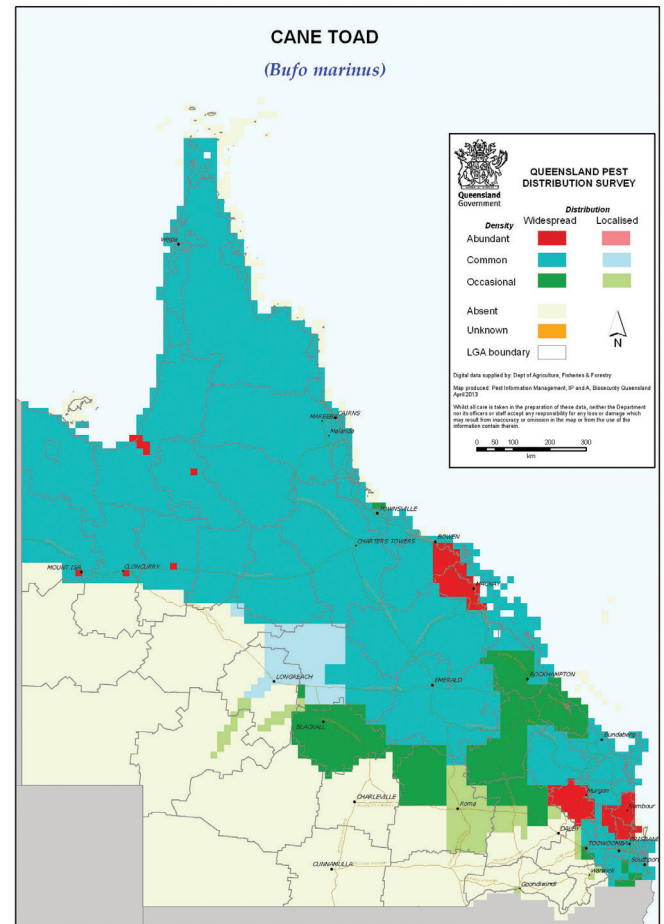 CANE TOAD
(Bufo marinus)
Queensland
Government
QUEENSLAND PEST
DISTRIBUTION SURVEY
Distribution
Density Widespread Localised
Abundant
Common
Occasional
Absent
Unknown
LGA boundary
N
Digital data supplied by: Dept of Agriculture, Fisheries & Forestry
Map produced: Pest Information Management, IP and A, Biosecurity Queensland
April 2013
Whilst all care is taken in the preparation of these data, neither the Department
nor its officers or staff accept any responsibility for any loss or damage which
may result from inaccuracy or omission in the map or from the use of the
information contain therein.
0 50 100 200 300
km
Weipa
MAREEBA CAIRNS
Malanda
TOWNSVILLE
CHARTERS TOWERS
BOWEN
MOUNT ISA
CLONCURRY
MACKAY
LONGREACH
EMERALD
ROCKHAMPTON
BLACKALL
Bundaberg
Murgon
CHARLEVILLE
Roma
Nambour
DALBY
BRISBANE
TOOWOOMBA
Southport
CUNNAMULLA
Warwick
Goondiwindi